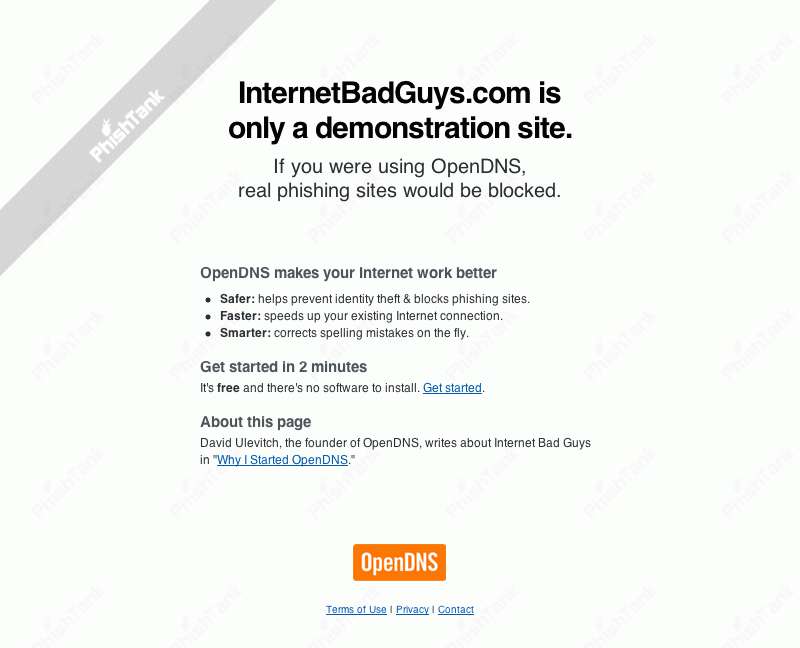 PhishTank
InternetBadGuys.com is
only a demonstration site.
If you were using OpenDNS,
real phishing sites would be blocked.
OpenDNS makes your Internet work better
Safer: helps prevent identity theft & blocks phishing sites.
Faster: speeds up your existing Internet connection.
Smarter: corrects spelling mistakes on the fly.
Get started in 2 minutes
It's free and there's no software to install. Get started.
About this page
David Ulevitch, the founder of OpenDNS, writes about Internet Bad Guys
in "Why I Started OpenDNS."
OpenDNS
Terms of Use | Privacy | Contact